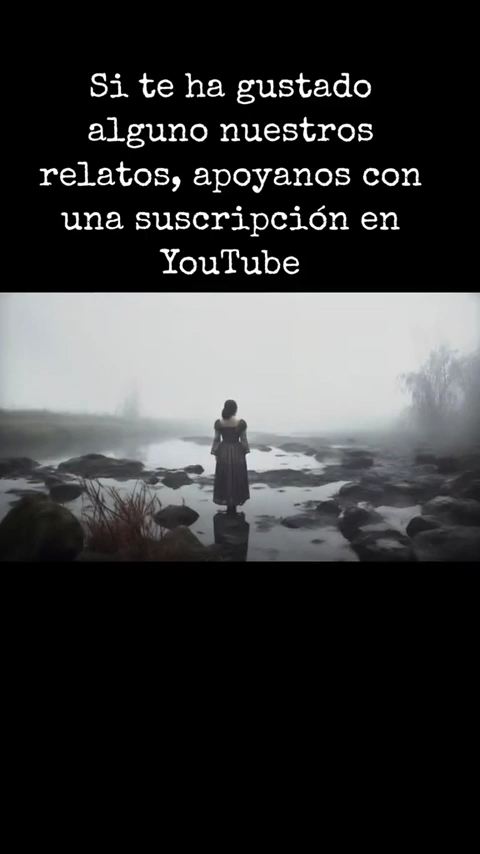 Si te ha gustado
alguno nuestros
relatos, apoyanos con
una suscripción en
YouTube